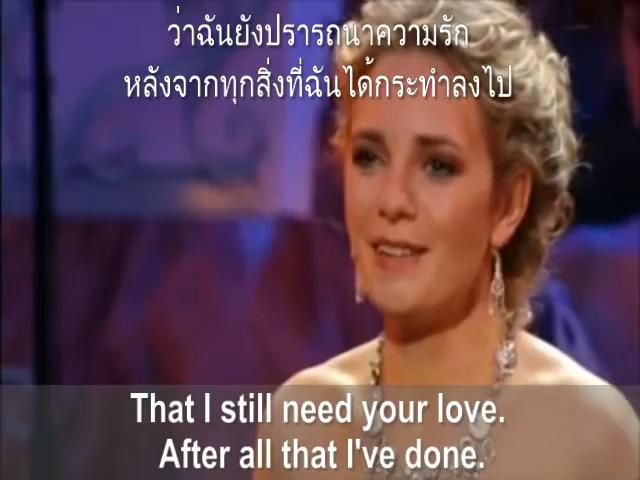 ว่าฉันยังปรารถนาความรัก
หลังจากทุกสิ่งที่ฉันได้กระทำลงไป
That I still need your love.
After all that I've done.